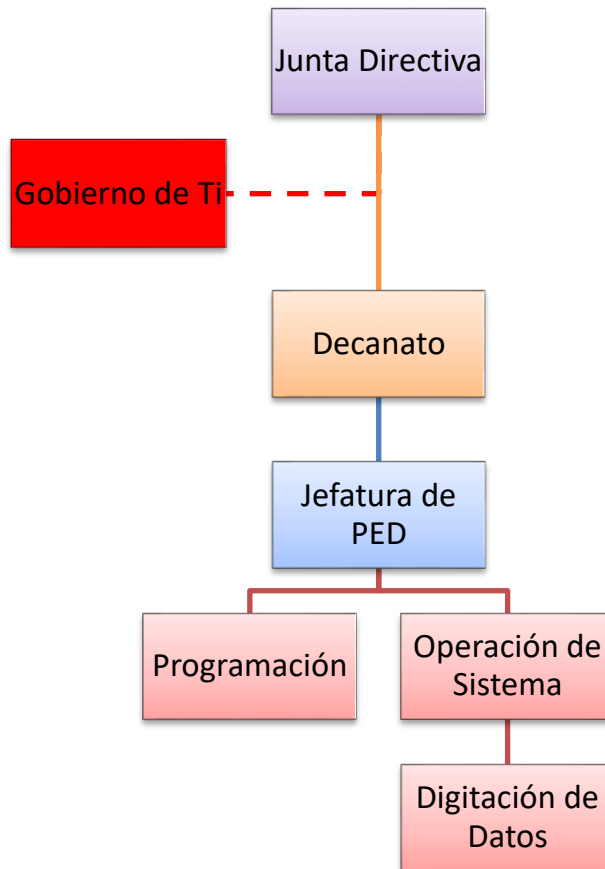 Junta Directiva
Gobierno de Ti
Decanato
Jefatura de
PED
Programación
Operación de
Sistema
Digitación de
Datos